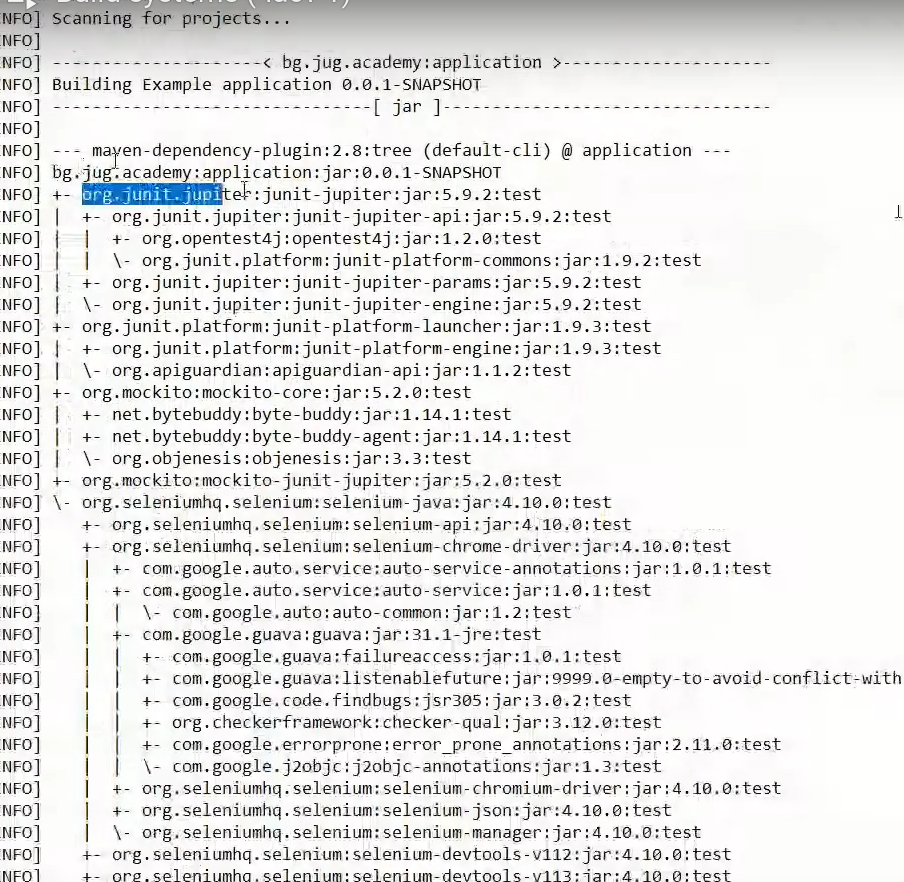 Build systems (
NFO] Scanning for projects...
NFO]
NFO] ---------------------< bg.jug.academy:application >---------------------
NFO] Building Example application 0.0.1-SNAPSHOT
NFO] --------------------------------[ jar ]---------------------------------
NFO]
NFO] --- maven-dependency-plugin:2.8:tree (default-cli) @ application ---
NFO] bg.jug.academy:application:jar:0.0.1-SNAPSHOT
NFO] +- org.junit.jupiter:junit-jupiter:jar:5.9.2:test
NFO] |  +- org.junit.jupiter:junit-jupiter-api:jar:5.9.2:test
NFO] |  |  +- org.opentest4j:opentest4j:jar:1.2.0:test
NFO] |  |  \- org.junit.platform:junit-platform-commons:jar:1.9.2:test
NFO] |  +- org.junit.jupiter:junit-jupiter-params:jar:5.9.2:test
NFO] |  \- org.junit.jupiter:junit-jupiter-engine:jar:5.9.2:test
NFO] +- org.junit.platform:junit-platform-launcher:jar:1.9.3:test
NFO] |  +- org.junit.platform:junit-platform-engine:jar:1.9.3:test
NFO] |  \- org.apiguardian:apiguardian-api:jar:1.1.2:test
NFO] +- org.mockito:mockito-core:jar:5.2.0:test
NFO] |  +- net.bytebuddy:byte-buddy:jar:1.14.1:test
NFO] |  +- net.bytebuddy:byte-buddy-agent:jar:1.14.1:test
NFO] |  \- org.objenesis:objenesis:jar:3.3:test
NFO] +- org.mockito:mockito-junit-jupiter:jar:5.2.0:test
NFO] \- org.seleniumhq.selenium:selenium-java:jar:4.10.0:test
NFO]    +- org.seleniumhq.selenium:selenium-api:jar:4.10.0:test
NFO]    +- org.seleniumhq.selenium:selenium-chrome-driver:jar:4.10.0:test
NFO]    |  +- com.google.auto.service:auto-service-annotations:jar:1.0.1:test
NFO]    |  +- com.google.auto.service:auto-service:jar:1.0.1:test
NFO]    |  |  \- com.google.auto:auto-common:jar:1.2:test
NFO]    |  +- com.google.guava:guava:jar:31.1-jre:test
NFO]    |  |  +- com.google.guava:failureaccess:jar:1.0.1:test
NFO]    |  |  +- com.google.guava:listenablefuture:jar:9999.0-empty-to-avoid-conflict-with
NFO]    |  |  +- com.google.code.findbugs:jsr305:jar:3.0.2:test
NFO]    |  |  +- org.checkerframework:checker-qual:jar:3.12.0:test
NFO]    |  |  +- com.google.errorprone:error_prone_annotations:jar:2.11.0:test
NFO]    |  |  \- com.google.j2objc:j2objc-annotations:jar:1.3:test
NFO]    |  +- org.seleniumhq.selenium:selenium-chromium-driver:jar:4.10.0:test
NFO]    |  +- org.seleniumhq.selenium:selenium-json:jar:4.10.0:test
NFO]    |  \- org.seleniumhq.selenium:selenium-manager:jar:4.10.0:test
NFO]    +- org.seleniumhq.selenium:selenium-devtools-v112:jar:4.10.0:test
NFO]    +- org.seleniumhq.selenium:selenium-devtools-v113:jar:4.10.0:test